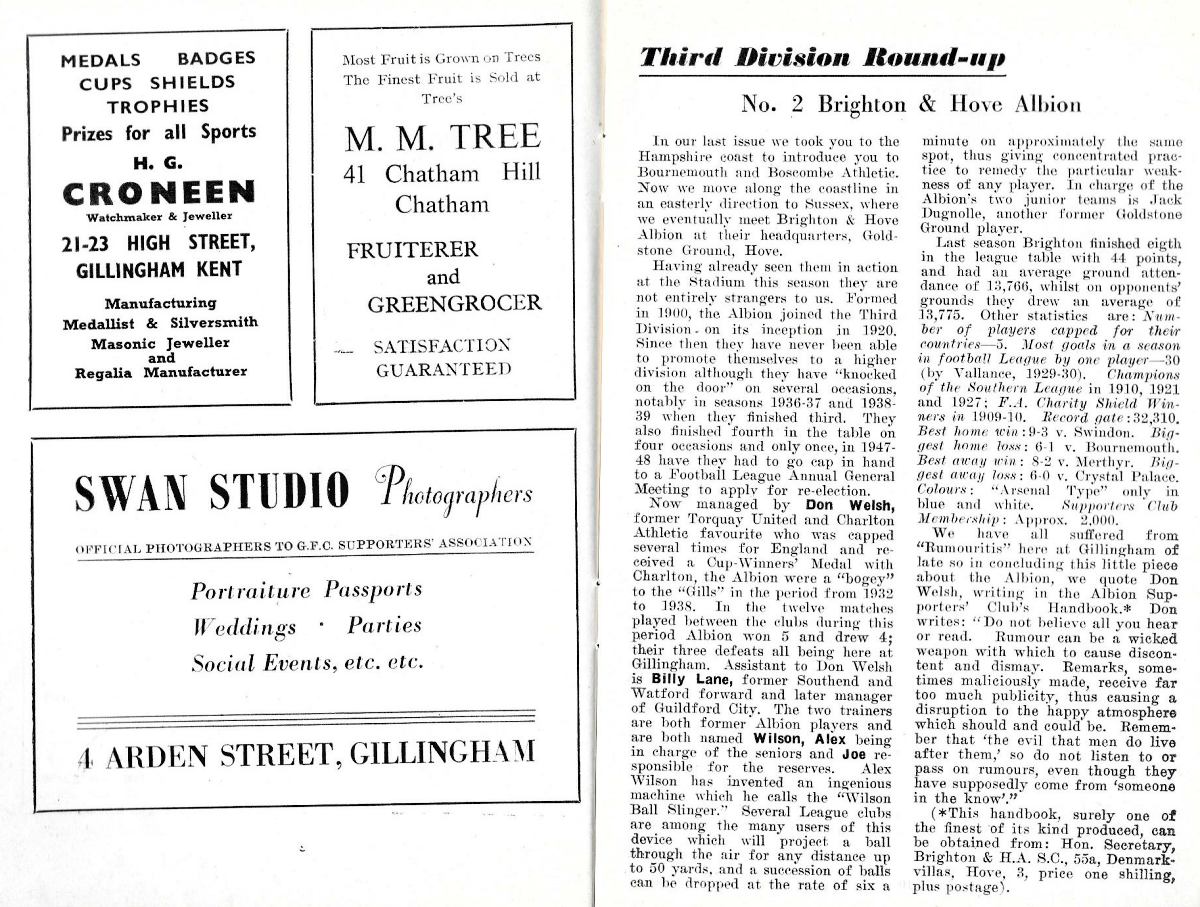 MEDALS BADGES
CUPS SHIELDS
TROPHIES
Prizes for all Sports
H. G.
CRONEEN
Watchmaker & Jeweller
21-23 HIGH STREET,
GILLINGHAM KENT
Manufacturing
Medallist & Silversmith
Masonic Jeweller
and
Regalia Manufacturer
Most Fruit is Grown on Trees
The Finest Fruit is Sold at
Tree's
M. M. TREE
41 Chatham Hill
Chatham
FRUITERER
and
GREENGROCER
SATISFACTION
GUARANTEED
SWAN STUDIO Photographers
OFFICIAL PHOTOGRAPHERS TO G.F.C. SUPPORTERS' ASSOCIATION
Portraiture Passports
Weddings · Parties
Social Events, etc. etc.
4 ARDEN STREET, GILLINGHAM
Third Division Round-up
No. 2 Brighton & Hove Albion
In our last issue we took you to the
Hampshire coast to introduce you to
Bournemouth and Boscombe Athletic.
Now we move along the coastline in
an easterly direction to Sussex, where
we eventually meet Brighton & Hove
Albion at their headquarters, Gold-
stone Ground, Hove.
Having already seen them in action
at the Stadium this season they are
not entirely strangers to us. Formed
in 1900, the Albion joined the Third
Division on its inception in 1920.
Since then they have never been able
to promote themselves to a higher
division although they have "knocked
on the door" on several occasions,
notably in seasons 1936-37 and 1938-
39 when they finished third. They
also finished fourth in the table on
four occasions and only once, in 1947-
48 have they had to go cap in hand
to a Football League Annual General
Meeting to apply for re-election.
Now managed by Don Welsh,
former Torquay United and Charlton
Athletic favourite who was capped
several times for England and re-
ceived a Cup-Winners' Medal with
Charlton, the Albion were a "bogey"
to the "Gills" in the period from 1932
to 1938. In the twelve matches
played between the clubs during this
period Albion won 5 and drew 4;
their three defeats all being here at
Gillingham. Assistant to Don Welsh
is Billy Lane, former Southend and
Watford forward and later manager
of Guildford City. The two trainers
are both former Albion players and
are both named Wilson, Alex being
in charge of the seniors and Joe re-
sponsible for the reserves. Alex
Wilson has invented an ingenious
machine which he calls the "Wilson
Ball Slinger." Several League clubs
are among the many users of this
device which will project a ball
through the air for any distance up
to 50 yards, and a succession of balls
can be dropped at the rate of six a
minute on approximately the same
spot, thus giving concentrated prac-
tice to remedy the particular weak-
ness of any player. In charge of the
Albion's two junior teams is Jack
Dugnolle, another former Goldstone
Ground player.
Last season Brighton finished eigth
in the league table with 44 points,
and had an average ground atten-
dance of 13,766, whilst on opponents'
grounds they drew an average of
13,775. Other statistics are: Num-
ber of players capped for their
countries—5. Most goals in a season
in football League by one player—30
(by Vallance, 1929-30). Champions
of the Southern League in 1910, 1921
and 1927; F.A. Charity Shield Win-
ners in 1909-10. Record gate: 32,310.
Best home win: 9-3 v. Swindon. Big-
gest home loss: 6-1 v. Bournemouth.
Best away win: 8-2 v. Merthyr. Big-
gest away loss: 6-0 v. Crystal Palace.
Colours: "Arsenal Type" only in
blue and white. Supporters Club
Membership: Approx. 2,000.
We have all suffered from
"Rumouritis" here at Gillingham of
late so in concluding this little piece
about the Albion, we quote Don
Welsh, writing in the Albion Sup-
porters' Club's Handbook.* Don
writes: "Do not believe all you hear
or read. Rumour can be a wicked
weapon with which to cause discon-
tent and dismay. Remarks, some-
times maliciously made, receive far
too much publicity, thus causing a
disruption to the happy atmosphere
which should and could be. Remem-
ber that 'the evil that men do live
after them,' so do not listen to or
pass on rumours, even though they
have supposedly come from 'someone
in the know'."
(*This handbook, surely one of
the finest of its kind produced, can
be obtained from: Hon. Secretary,
Brighton & H.A. S.C., 55a, Denmark-
villas, Hove, 3, price one shilling,
plus postage).